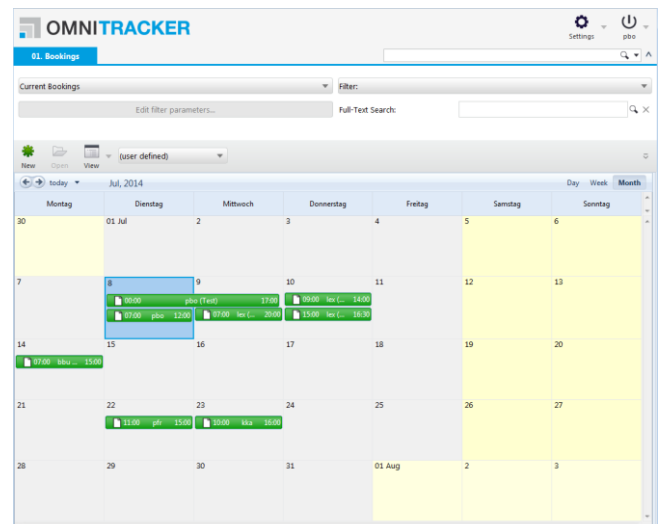 OMNITRACKER
Settings pbo
01. Bookings
Current Bookings Filter:
Edit filter parameters... Full-Text Search:
New Open View (user defined)
today Jul, 2014 Day Week Month
Montag Dienstag Mittwoch Donnerstag Freitag Samstag Sonntag
30 01 Jul 2 3 4 5 6
7 8 9 10 11 12 13
00:00 pbo (Test) 17:00 09:00 lex (... 14:00
07:00 pbo 12:00 07:00 lex (... 20:00 15:00 lex (... 16:30
14 15 16 17 18 19 20
07:00 bbu ... 15:00
21 22 23 24 25 26 27
11:00 pfr 15:00 10:00 kka 16:00
28 29 30 31 01 Aug 2 3